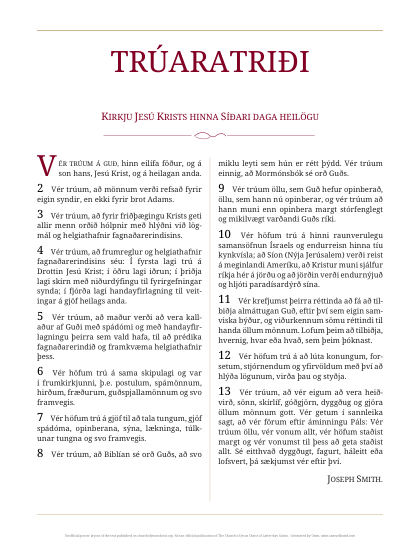 TRÚARATRIÐI
KIRKJU JESÚ KRISTS HINNA SÍÐARI DAGA HEILÖGU
VÉR TRÚUM Á GUÐ, hinn eilífa föður, og á
son hans, Jesú Krist, og á heilagan anda.
2 Vér trúum, að mönnum verði refsað fyrir
eigin syndir, en ekki fyrir brot Adams.
3 Vér trúum, að fyrir friðþægingu Krists geti
allir menn orðið hólpnir með hlýðni við lög-
mál og helgiathafnir fagnaðarerindisins.
4 Vér trúum, að frumreglur og helgiathafnir
fagnaðarerindisins séu: Í fyrsta lagi trú á
Drottin Jesú Krist; í öðru lagi iðrun; í þriðja
lagi skírn með niðurdýfingu til fyrirgefningar
synda; í fjórða lagi handayfirlagning til veit-
ingar á gjöf heilags anda.
5 Vér trúum, að maður verði að vera kall-
aður af Guði með spádómi og með handayfir-
lagningu þeirra sem vald hafa, til að prédika
fagnaðarerindið og framkvæma helgiathafnir
þess.
6 Vér höfum trú á sama skipulagi og var
í frumkirkjunni, þ.e. postulum, spámönnum,
hirðum, fræðurum, guðspjallamönnum og svo
framvegis.
7 Vér höfum trú á gjöf til að tala tungum, gjöf
spádóma, opinberana, sýna, lækninga, túlk-
unar tungna og svo framvegis.
8 Vér trúum, að Biblían sé orð Guðs, að svo
miklu leyti sem hún er rétt þýdd. Vér trúum
einnig, að Mormónsbók sé orð Guðs.
9 Vér trúum öllu, sem Guð hefur opinberað,
öllu, sem hann nú opinberar, og vér trúum að
hann muni enn opinbera margt stórfenglegt
og mikilvægt varðandi Guðs ríki.
10 Vér höfum trú á hinni raunverulegu
samansöfnun Ísraels og endurreisn hinna tíu
kynkvísla; að Síon (Nýja Jerúsalem) verði reist
á meginlandi Ameríku, að Kristur muni sjálfur
ríkja hér á jörðu og að jörðin verði endurnýjuð
og hljóti paradísardýrð sína.
11 Vér krefjumst þeirra réttinda að fá að til-
biðja almáttugan Guð, eftir því sem eigin sam-
viska býður, og viðurkennum sömu réttindi til
handa öllum mönnum. Lofum þeim að tilbiðja,
hvernig, hvar eða hvað, sem þeim þóknast.
12 Vér höfum trú á að lúta konungum, for-
setum, stjórnendum og yfirvöldum með því að
hlýða lögunum, virða þau og styðja.
13 Vér trúum, að vér eigum að vera heið-
virð, sönn, skírlíf, góðgjörn, dyggðug og gjöra
öllum mönnum gott. Vér getum í sannleika
sagt, að vér förum eftir áminningu Páls: Vér
trúum öllu, vér vonum allt, vér höfum staðist
margt og vér vonumst til þess að geta staðist
allt. Sé eitthvað dyggðugt, fagurt, háleitt eða
lofsvert, þá sækjumst vér eftir því.
JOSEPH SMITH.